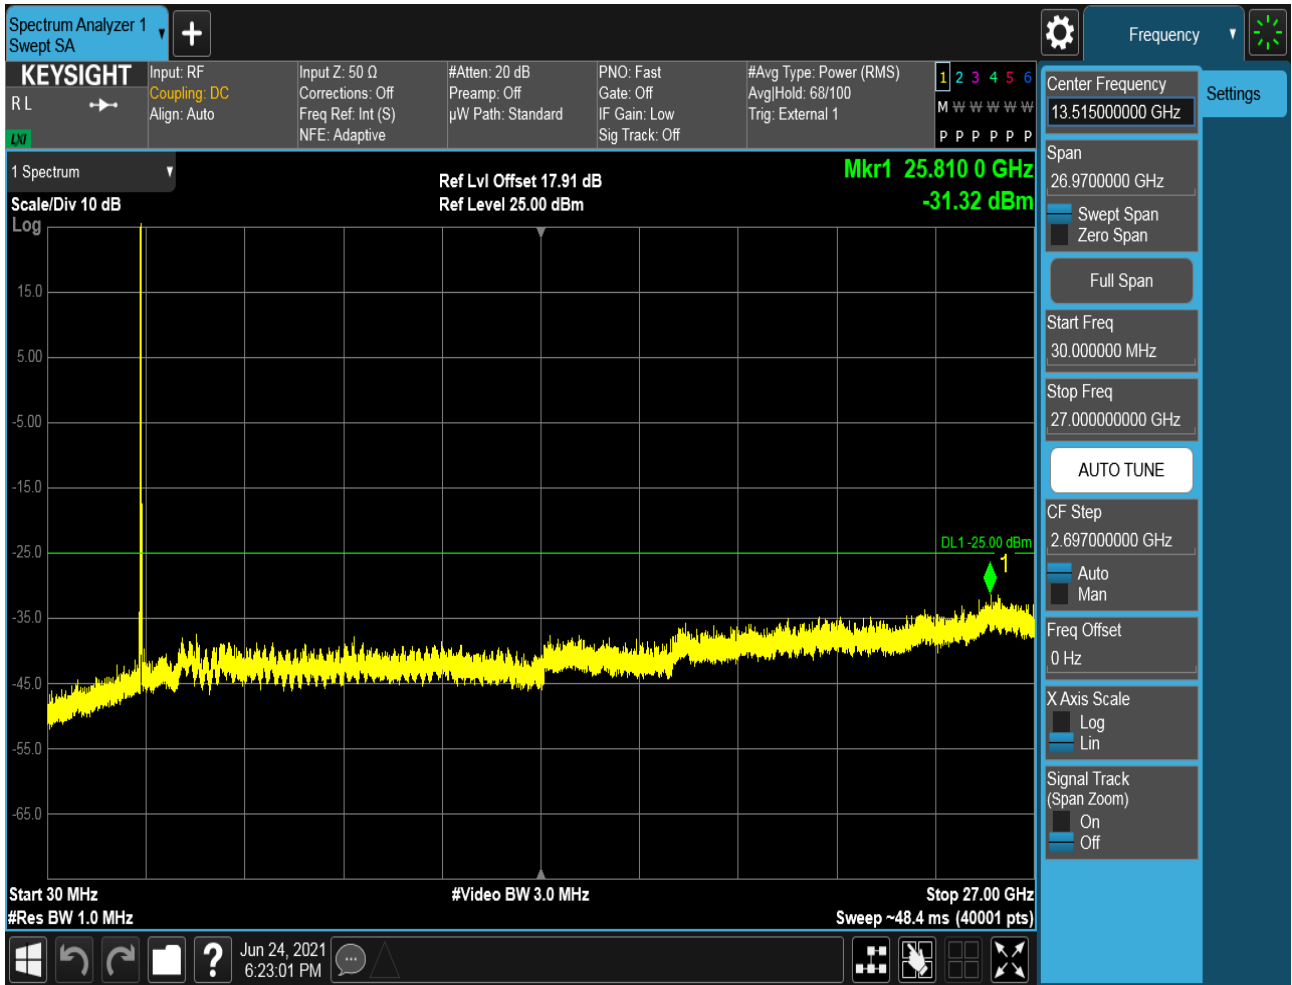 Spectrum Analyzer 1
Swept SA
Frequency
KEYSIGHT
R L
LXI
Input: RF
Coupling: DC
Align: Auto
Input Z: 50 Ω
Corrections: Off
Freq Ref: Int (S)
NFE: Adaptive
#Atten: 20 dB
Preamp: Off
µW Path: Standard
PNO: Fast
Gate: Off
IF Gain: Low
Sig Track: Off
#Avg Type: Power (RMS)
Avg|Hold: 68/100
Trig: External 1
1 2 3 4 5 6
M W W W W W
P P P P P P
1 Spectrum
Scale/Div 10 dB
Log
Ref Lvl Offset 17.91 dB
Ref Level 25.00 dBm
Mkr1 25.810 0 GHz
-31.32 dBm
15.0
5.00
-5.00
-15.0
-25.0
-35.0
-45.0
-55.0
-65.0
DL1 -25.00 dBm
1
Start 30 MHz
#Res BW 1.0 MHz
#Video BW 3.0 MHz
Stop 27.00 GHz
Sweep ~48.4 ms (40001 pts)
Jun 24, 2021
6:23:01 PM
Center Frequency
13.515000000 GHz
Settings
Span
26.9700000 GHz
Swept Span
Zero Span
Full Span
Start Freq
30.000000 MHz
Stop Freq
27.000000000 GHz
AUTO TUNE
CF Step
2.697000000 GHz
Auto
Man
Freq Offset
0 Hz
X Axis Scale
Log
Lin
Signal Track
(Span Zoom)
On
Off